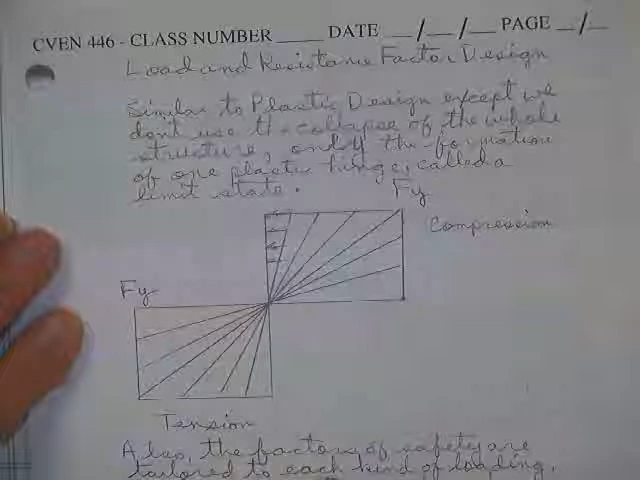 CVEN 446 - CLASS NUMBER ____ DATE __/__/__ PAGE __/__
Load and Resistance Factor Design
Similar to Plastic Design except we
don't use the collapse of the whole
structure, only the formation
of one plastic hinge, called a
limit state.
Fy
Compression
Fy
Tension
Also, the factors of safety are
tailored to each kind of loading.